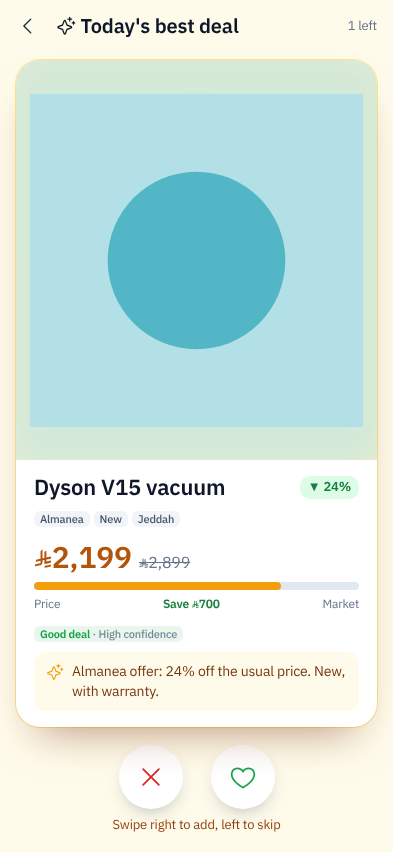 Today's best deal
1 left
Dyson V15 vacuum
▼ 24%
Almanea New Jeddah
⃁2,199 ⃁2,899
Price Save ⃁700 Market
Good deal · High confidence
Almanea offer: 24% off the usual price. New,
with warranty.
Swipe right to add, left to skip